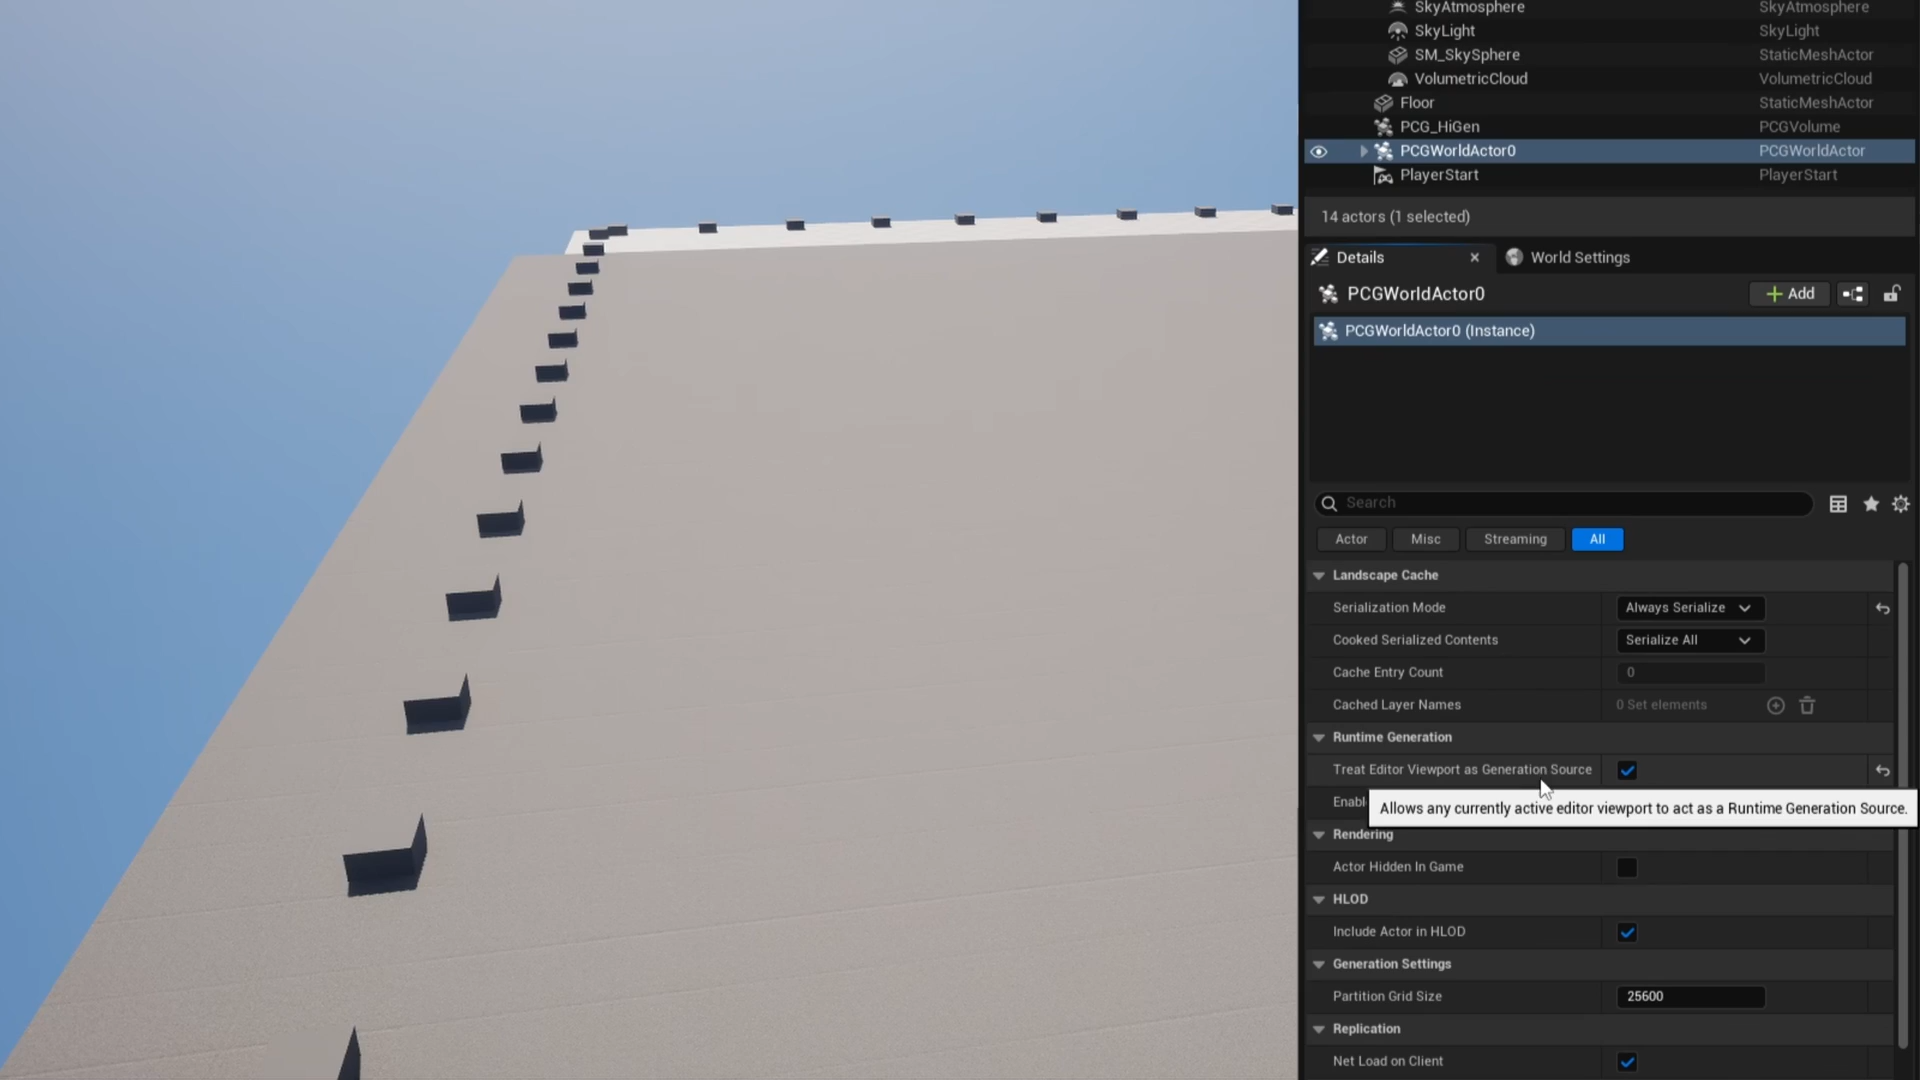 SkyAtmosphere SkyAtmosphere
SkyLight SkyLight
SM_SkySphere StaticMeshActor
VolumetricCloud VolumetricCloud
Floor StaticMeshActor
PCG_HiGen PCGVolume
PCGWorldActor0 PCGWorldActor
PlayerStart PlayerStart
14 actors (1 selected)
Details World Settings
PCGWorldActor0 Add
PCGWorldActor0 (Instance)
Search
Actor Misc Streaming All
Landscape Cache
Serialization Mode Always Serialize
Cooked Serialized Contents Serialize All
Cache Entry Count 0
Cached Layer Names 0 Set elements
Runtime Generation
Treat Editor Viewport as Generation Source
Allows any currently active editor viewport to act as a Runtime Generation Source.
Rendering
Actor Hidden In Game
HLOD
Include Actor in HLOD
Generation Settings
Partition Grid Size 25600
Replication
Net Load on Client